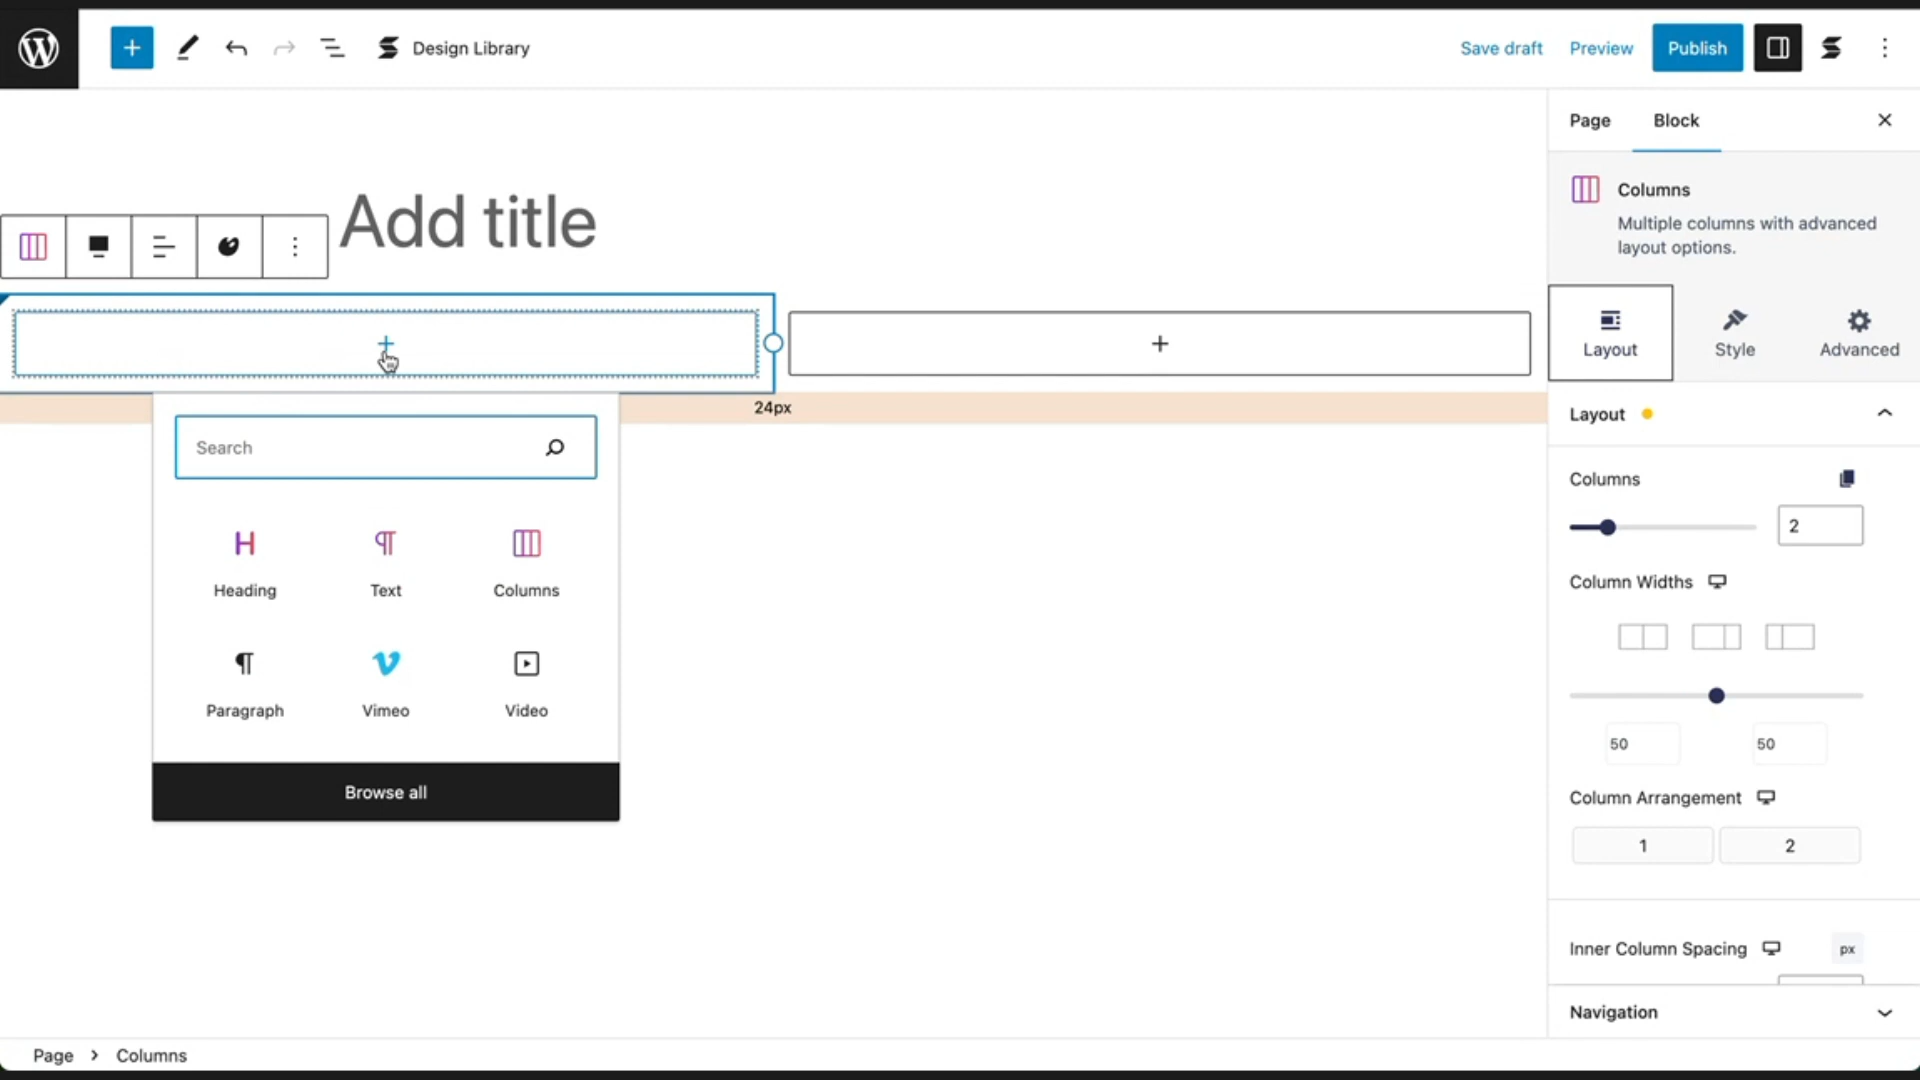 Design Library
Save draft
Preview
Publish
Page
Block
Columns
Multiple columns with advanced
layout options.
Add title
Layout
Style
Advanced
24px
Layout
Search
Columns
2
Heading
Text
Columns
Column Widths
Paragraph
Vimeo
Video
50
50
Browse all
Column Arrangement
1
2
Inner Column Spacing
px
Navigation
Page > Columns